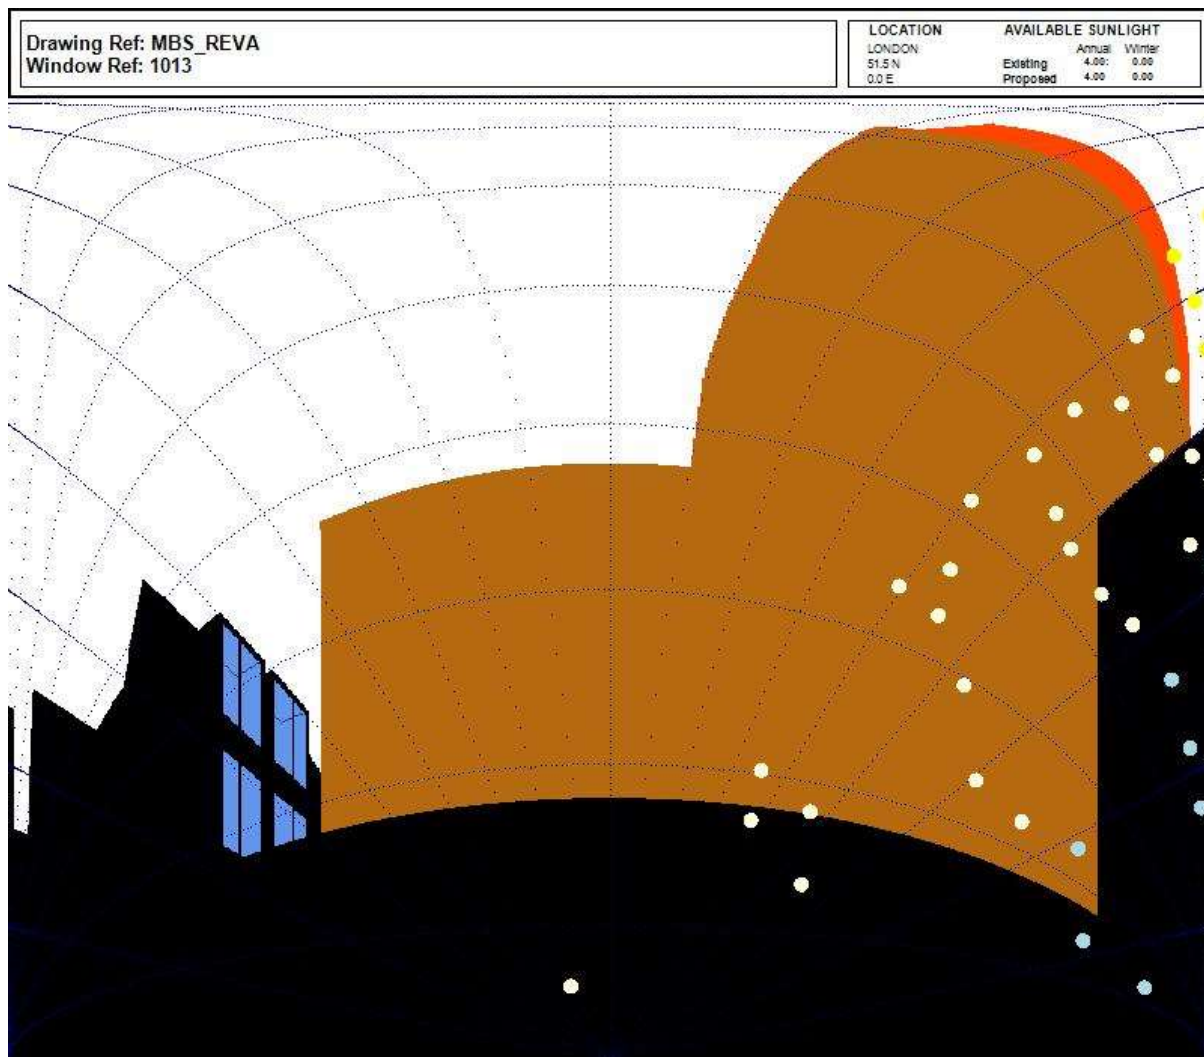 Drawing Ref: MBS_REVA
Window Ref: 1013
LOCATION
LONDON
51.5 N
0.0 E
AVAILABLE SUNLIGHT
Annual Winter
Existing 4.00: 0.00
Proposed 4.00 0.00